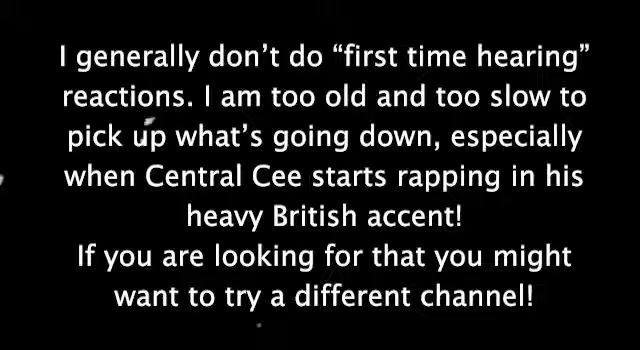 I generally don’t do “first time hearing”
reactions. I am too old and too slow to
pick up what’s going down, especially
when Central Cee starts rapping in his
heavy British accent!
If you are looking for that you might
want to try a different channel!